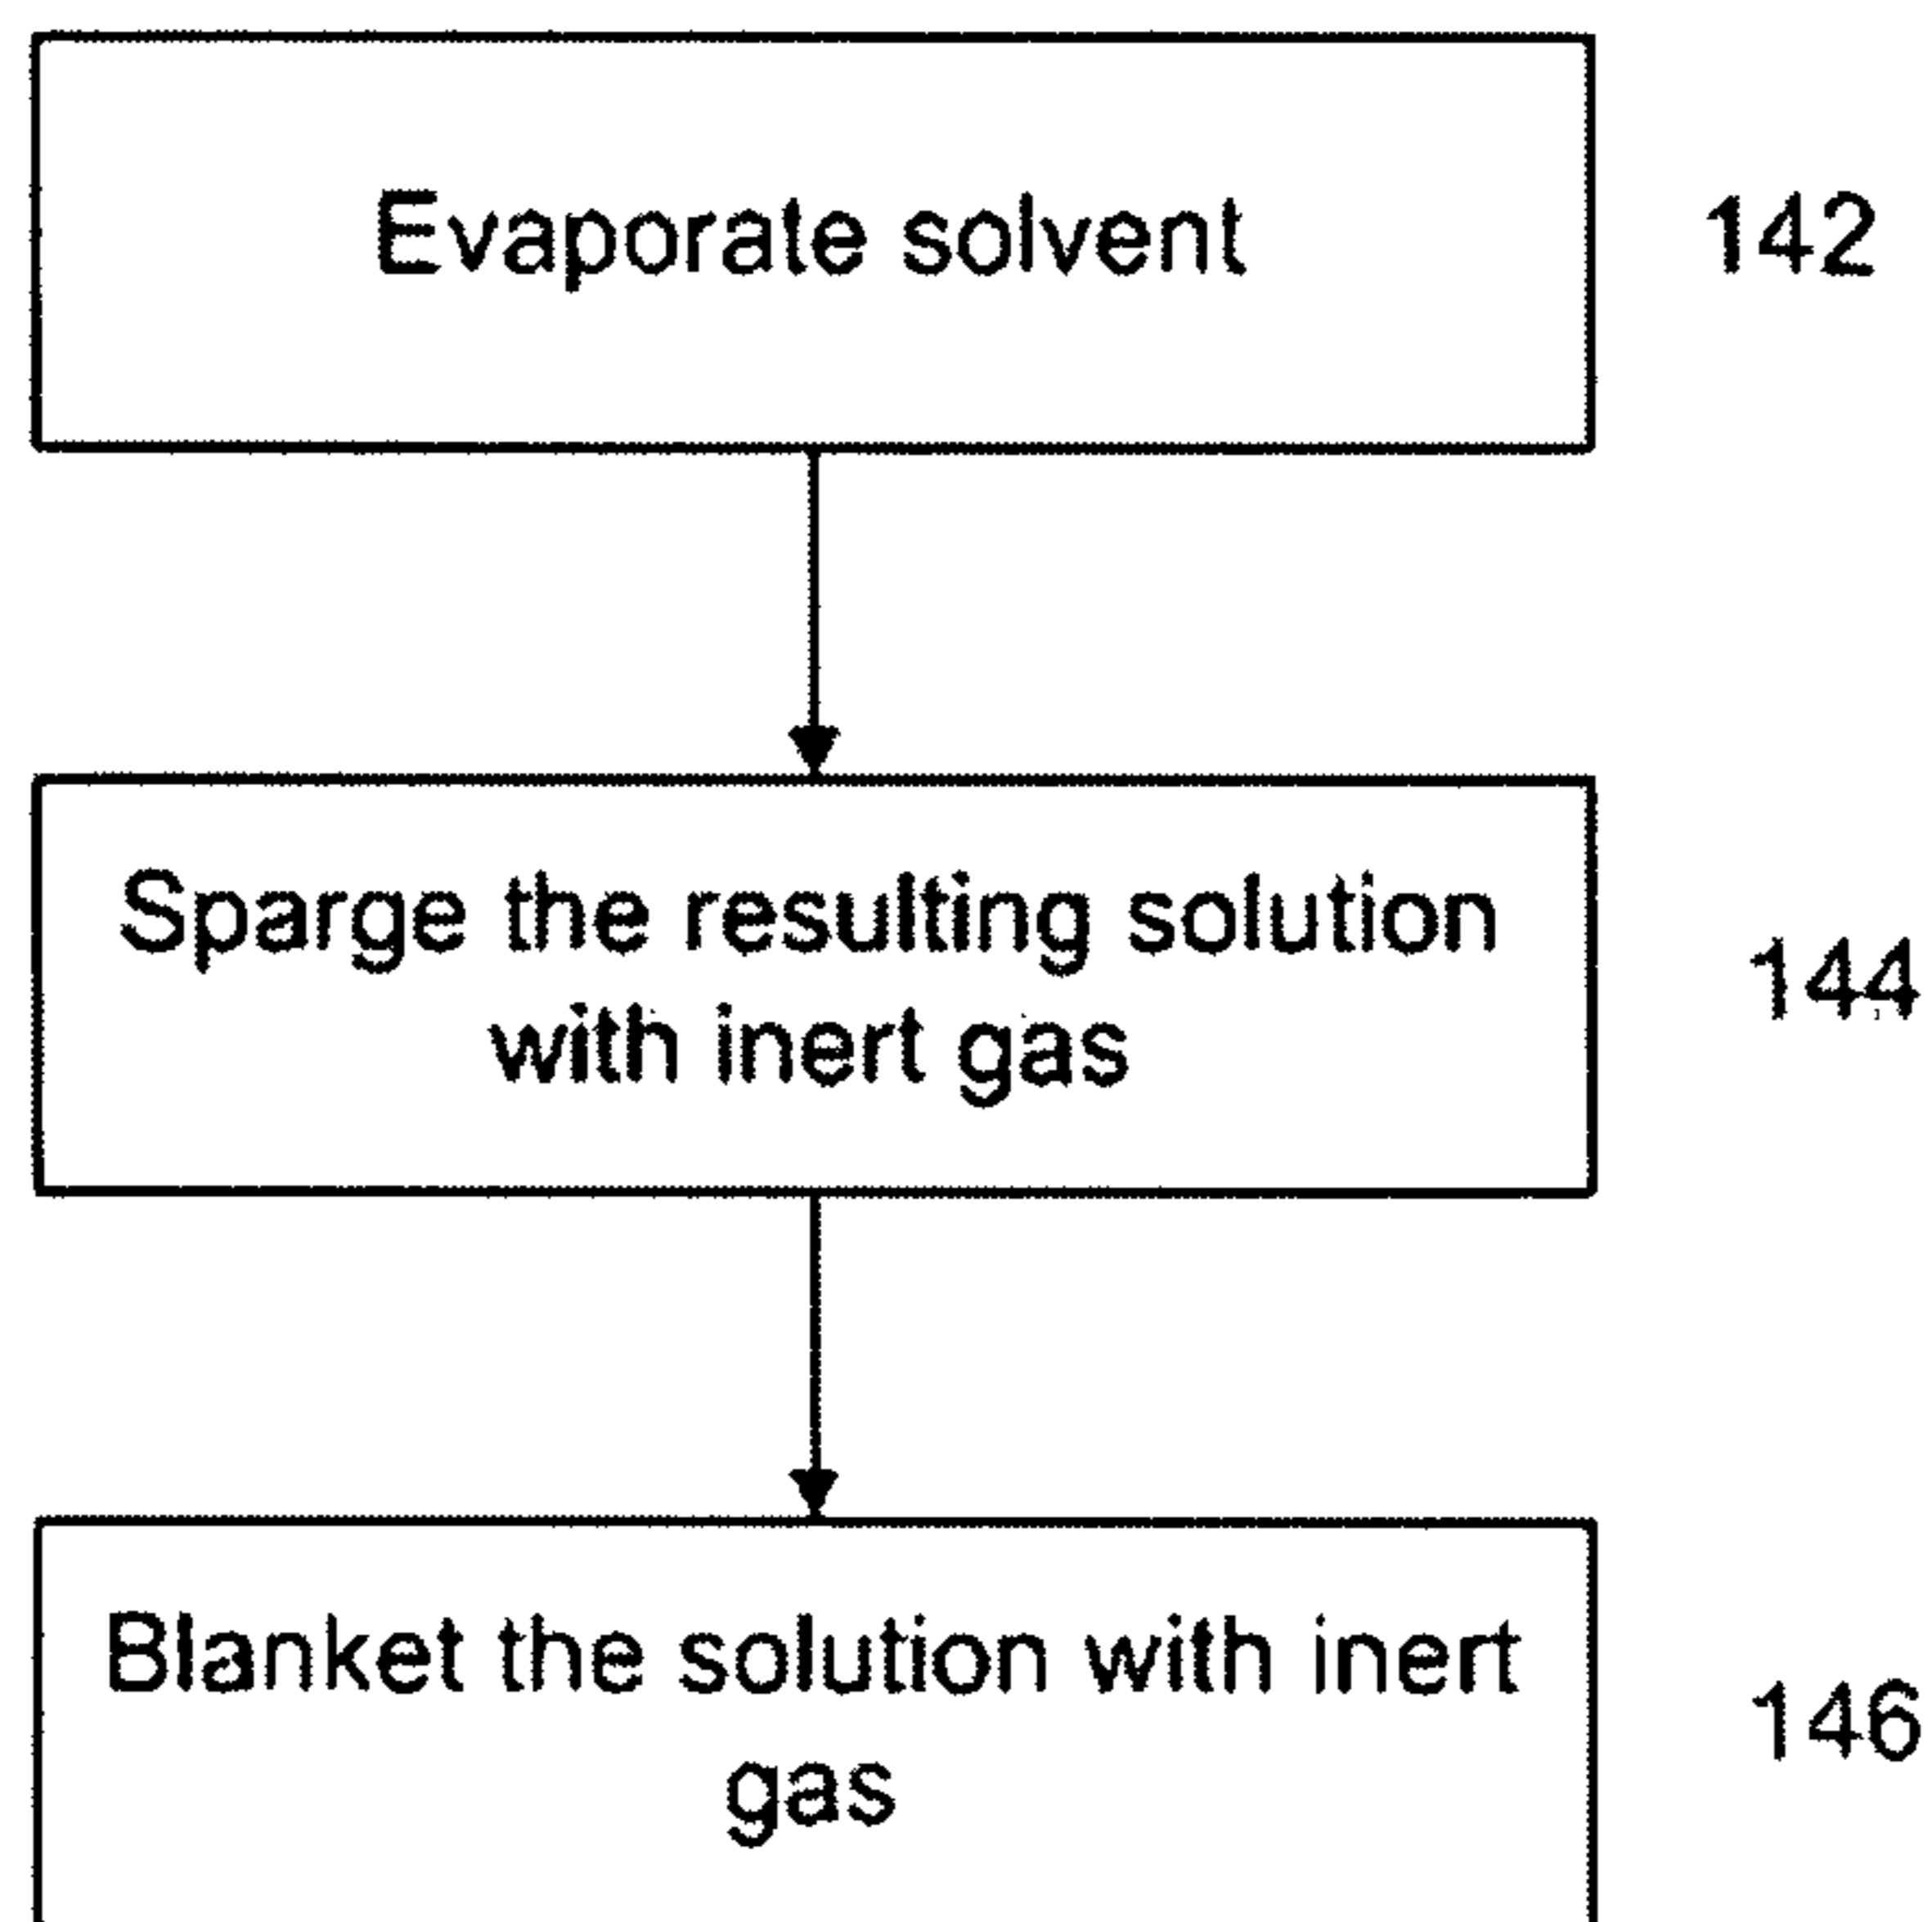 Evaporate solvent
142
Sparge the resulting solution
with inert gas
144
Blanket the solution with inert
gas
146